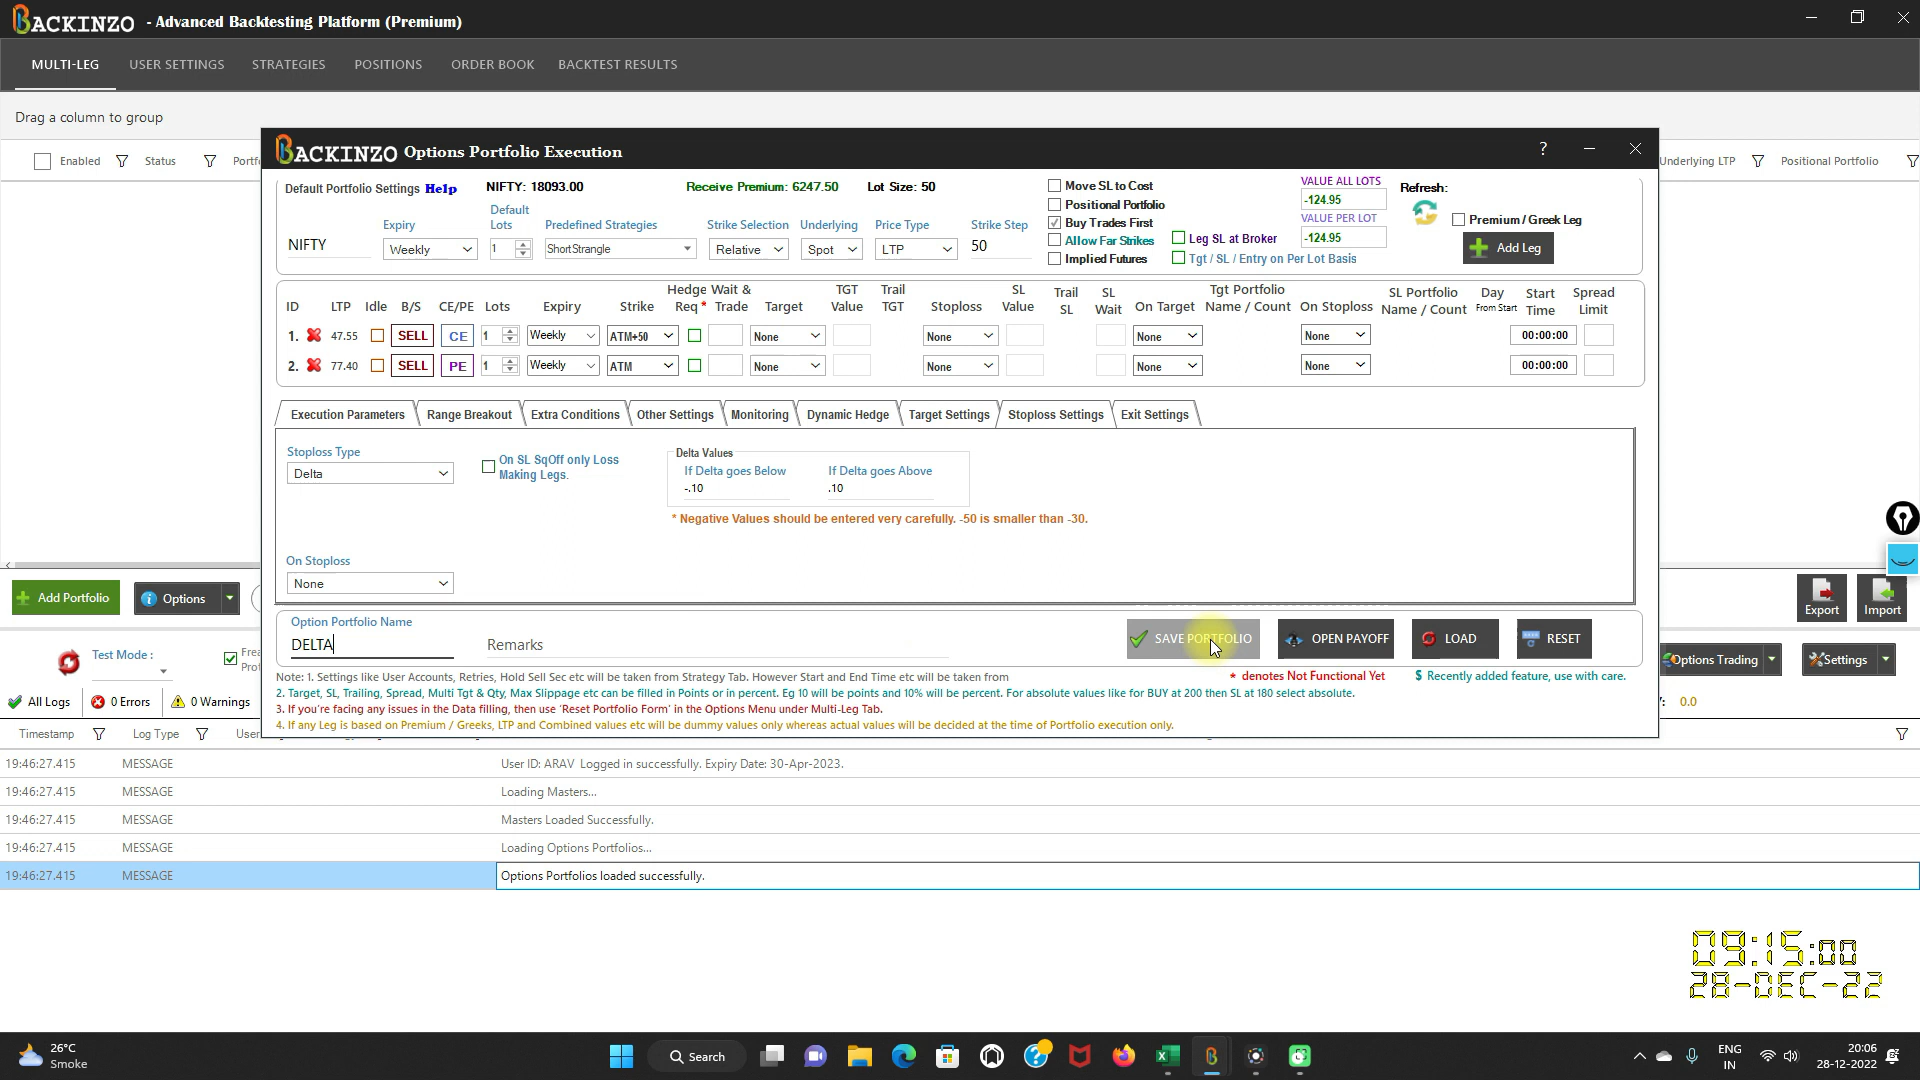 BACKINZO - Advanced Backtesting Platform (Premium)
MULTI-LEG USER SETTINGS STRATEGIES POSITIONS ORDER BOOK BACKTEST RESULTS
Drag a column to group
Enabled Status Portf Underlying LTP Positional Portfolio
BACKINZO Options Portfolio Execution ?
Default Portfolio Settings Help NIFTY: 18093.00 Receive Premium: 6247.50 Lot Size: 50
Move SL to Cost
Positional Portfolio
Buy Trades First
Allow Far Strikes
Implied Futures
Leg SL at Broker
Tgt / SL / Entry on Per Lot Basis
VALUE ALL LOTS
-124.95
VALUE PER LOT
-124.95
Refresh:
Premium / Greek Leg
Add Leg
Expiry Default Lots Predefined Strategies Strike Selection Underlying Price Type Strike Step
NIFTY Weekly 1 ShortStrangle Relative Spot LTP 50
ID LTP Idle B/S CE/PE Lots Expiry Strike Hedge Req * Wait & Trade Target TGT Value Trail TGT Stoploss SL Value Trail SL SL Wait On Target Tgt Portfolio Name / Count On Stoploss SL Portfolio Name / Count Day From Start Start Time Spread Limit
1. 47.55 SELL CE 1 Weekly ATM+50 None None None None 00:00:00
2. 77.40 SELL PE 1 Weekly ATM None None None None 00:00:00
Execution Parameters Range Breakout Extra Conditions Other Settings Monitoring Dynamic Hedge Target Settings Stoploss Settings Exit Settings
Stoploss Type
Delta
On SL SqOff only Loss
Making Legs.
Delta Values
If Delta goes Below If Delta goes Above
-.10 .10
* Negative Values should be entered very carefully. -50 is smaller than -30.
On Stoploss
None
Add Portfolio Options Export Import
Option Portfolio Name
DELTA Remarks SAVE PORTFOLIO OPEN PAYOFF LOAD RESET
Test Mode : Options Trading Settings
Note: 1. Settings like User Accounts, Retries, Hold Sell Sec etc will be taken from Strategy Tab. However Start and End Time etc will be taken from
* denotes Not Functional Yet $ Recently added feature, use with care.
2. Target, SL, Trailing, Spread, Multi Tgt & Qty, Max Slippage etc can be filled in Points or in percent. Eg 10 will be points and 10% will be percent. For absolute values like for BUY at 200 then SL at 180 select absolute.
3. If you're facing any issues in the Data filling, then use 'Reset Portfolio Form' in the Options Menu under Multi-Leg Tab.
4. If any Leg is based on Premium / Greeks, LTP and Combined values etc will be dummy values only whereas actual values will be decided at the time of Portfolio execution only.
All Logs 0 Errors 0 Warnings 0.0
Timestamp Log Type User
19:46:27.415 MESSAGE User ID: ARAV Logged in successfully. Expiry Date: 30-Apr-2023.
19:46:27.415 MESSAGE Loading Masters...
19:46:27.415 MESSAGE Masters Loaded Successfully.
19:46:27.415 MESSAGE Loading Options Portfolios...
19:46:27.415 MESSAGE Options Portfolios loaded successfully.
09:15:00
28-DEC-22
26°C
Smoke
Search
ENG
IN
20:06
28-12-2022